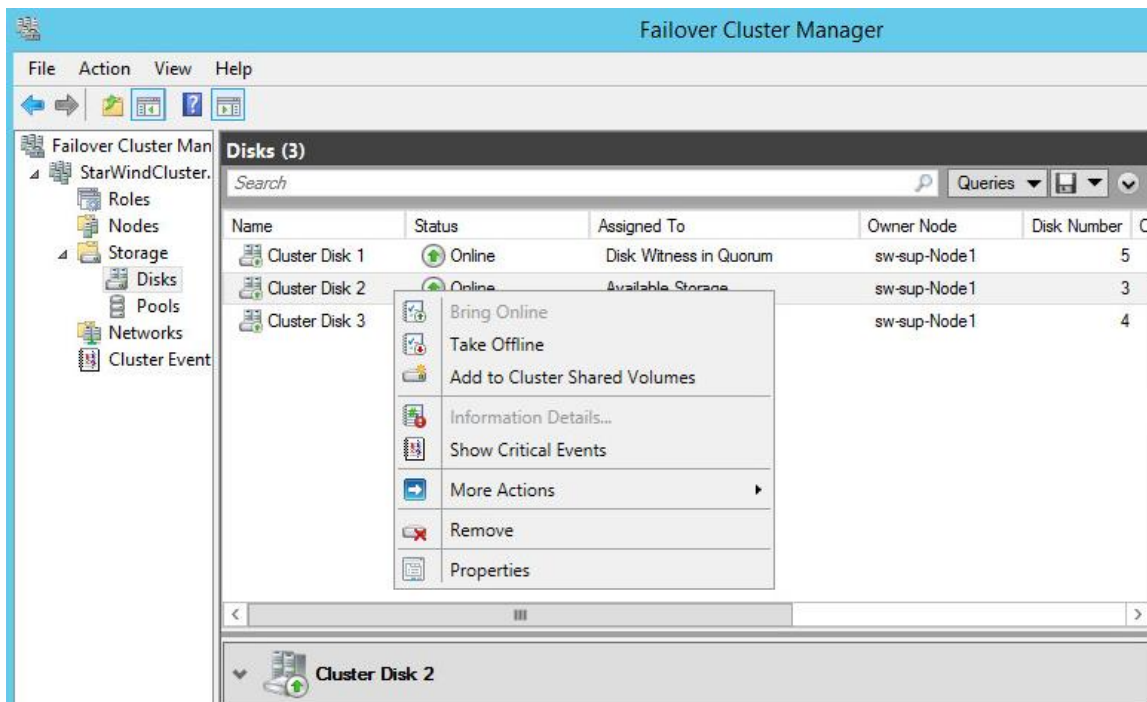 Failover Cluster Manager
File Action View Help
Failover Cluster Man
StarWindCluster.
Roles
Nodes
Storage
Disks
Pools
Networks
Cluster Event
Disks (3)
Search
Queries
Name Status Assigned To Owner Node Disk Number
Cluster Disk 1 Online Disk Witness in Quorum sw-sup-Node1 5
Cluster Disk 2 Online Available Storage sw-sup-Node1 3
Cluster Disk 3 sw-sup-Node1 4
Bring Online
Take Offline
Add to Cluster Shared Volumes
Information Details...
Show Critical Events
More Actions
Remove
Properties
Cluster Disk 2